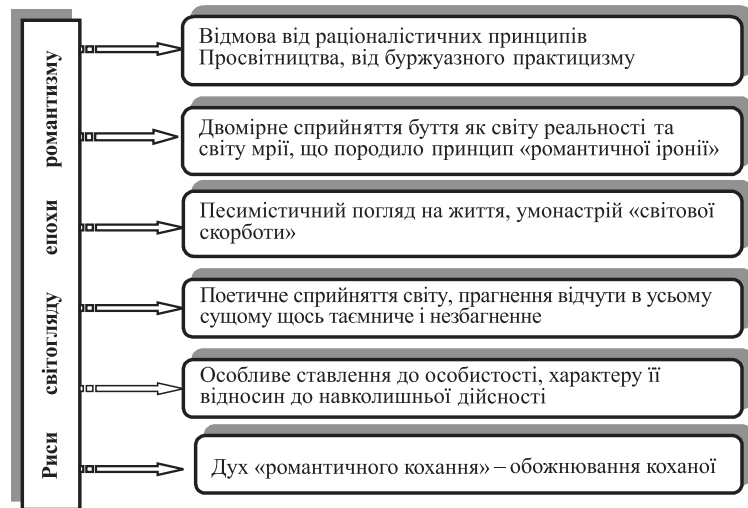 Риси світогляду епохи романтизму
Відмова від раціоналістичних принципів
Просвітництва, від буржуазного практицизму
Двомірне сприйняття буття як світу реальності та
світу мрії, що породило принцип «романтичної іронії»
Песимістичний погляд на життя, умонастрій «світової
скорботи»
Поетичне сприйняття світу, прагнення відчути в усьому
сущому щось таємниче і незбагненне
Особливе ставлення до особистості, характеру її
відносин до навколишньої дійсності
Дух «романтичного кохання» – обожнювання коханої